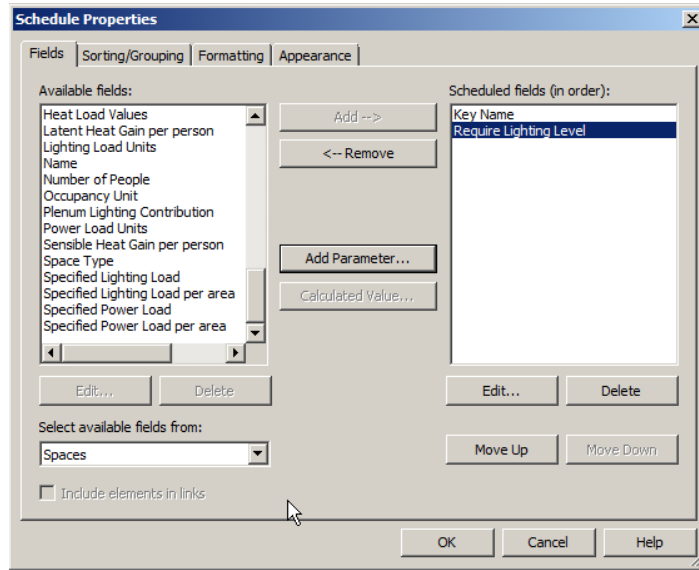 Schedule Properties
Fields
Sorting/Grouping
Formatting
Appearance
Available fields:
Heat Load Values
Latent Heat Gain per person
Lighting Load Units
Name
Number of People
Occupancy Unit
Plenum Lighting Contribution
Power Load Units
Sensible Heat Gain per person
Space Type
Specified Lighting Load
Specified Lighting Load per area
Specified Power Load
Specified Power Load per area
Edit...
Delete
Select available fields from:
Spaces
Include elements in links
Add -->
<-- Remove
Add Parameter...
Calculated Value...
Scheduled fields (in order):
Key Name
Require Lighting Level
Edit...
Delete
Move Up
Move Down
OK
Cancel
Help